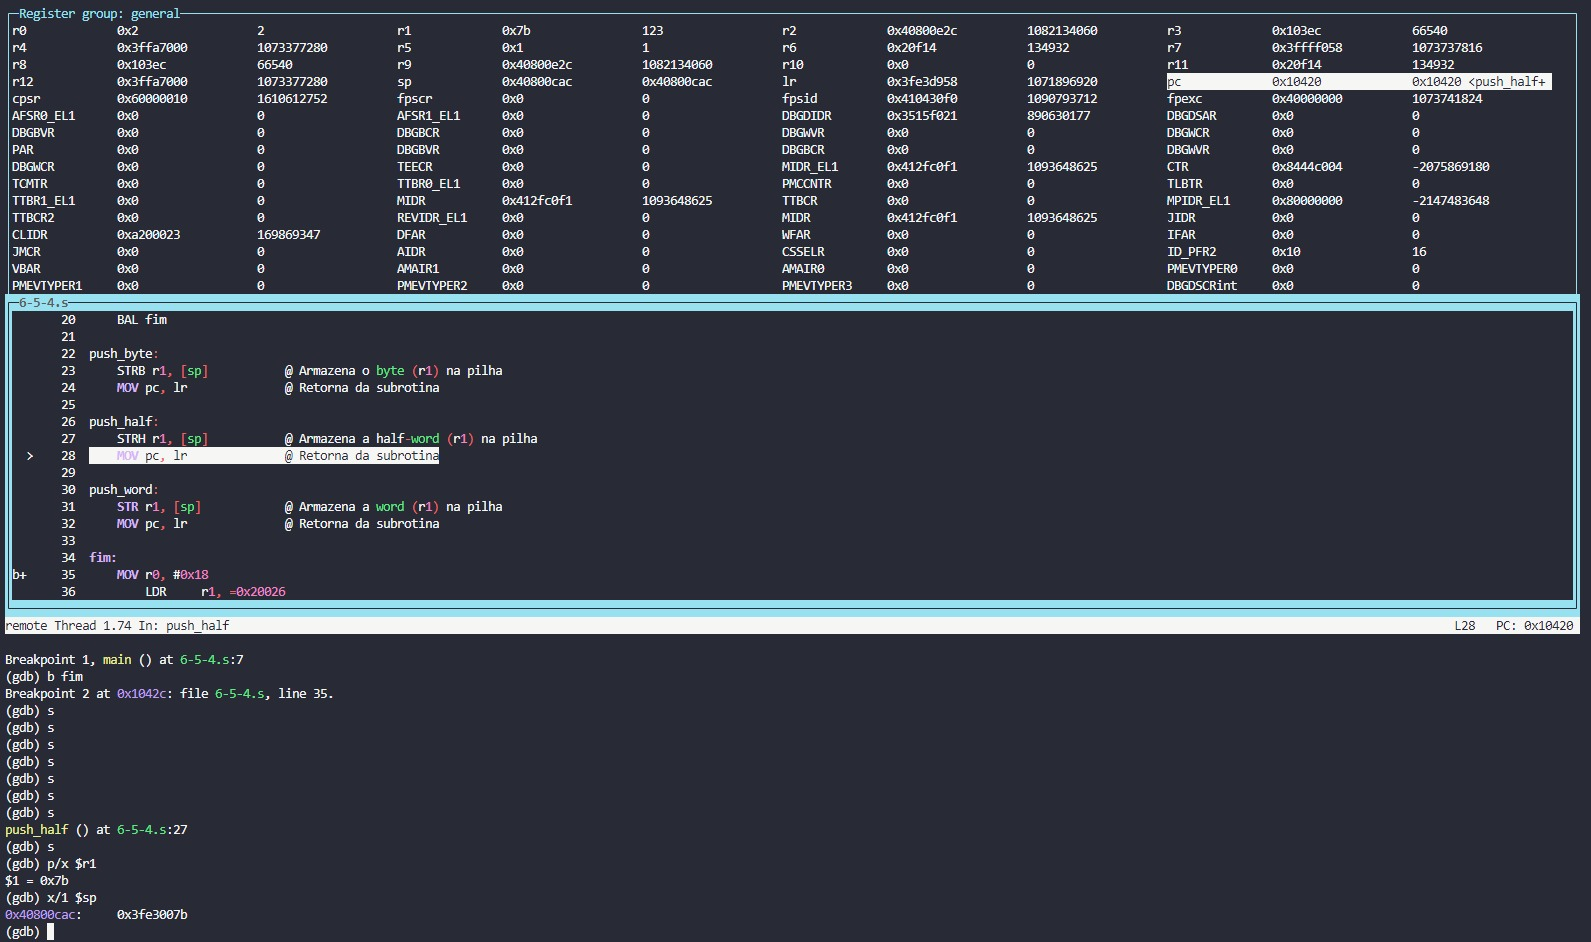 Register group: general
r0 0x2 2 r1 0x7b 123 r2 0x40800e2c 1082134060 r3 0x103ec 66540
r4 0x3ffa7000 1073377280 r5 0x1 1 r6 0x20f14 134932 r7 0x3ffff058 1073737816
r8 0x103ec 66540 r9 0x40800e2c 1082134060 r10 0x0 0 r11 0x20f14 134932
r12 0x3ffa7000 1073377280 sp 0x40800cac 0x40800cac lr 0x3fe3d958 1071896920 pc 0x10420 0x10420 <push_half+
cpsr 0x60000010 1610612752 fpscr 0x0 0 fpsid 0x410430f0 1090793712 fpexc 0x40000000 1073741824
AFSR0_EL1 0x0 0 AFSR1_EL1 0x0 0 DBGDIDR 0x3515f021 890630177 DBGDSAR 0x0 0
DBGBVR 0x0 0 DBGBCR 0x0 0 DBGWVR 0x0 0 DBGWCR 0x0 0
PAR 0x0 0 DBGBVR 0x0 0 DBGBCR 0x0 0 DBGWVR 0x0 0
DBGWCR 0x0 0 TEECR 0x0 0 MIDR_EL1 0x412fc0f1 1093648625 CTR 0x8444c004 -2075869180
TCMTR 0x0 0 TTBR0_EL1 0x0 0 PMCCNTR 0x0 0 TLBTR 0x0 0
TTBR1_EL1 0x0 0 MIDR 0x412fc0f1 1093648625 TTBCR 0x0 0 MPIDR_EL1 0x80000000 -2147483648
TTBCR2 0x0 0 REVIDR_EL1 0x0 0 MIDR 0x412fc0f1 1093648625 JIDR 0x0 0
CLIDR 0xa200023 169869347 DFAR 0x0 0 WFAR 0x0 0 IFAR 0x0 0
JMCR 0x0 0 AIDR 0x0 0 CSSELR 0x0 0 ID_PFR2 0x10 16
VBAR 0x0 0 AMAIR1 0x0 0 AMAIR0 0x0 0 PMEVTYPER0 0x0 0
PMEVTYPER1 0x0 0 PMEVTYPER2 0x0 0 PMEVTYPER3 0x0 0 DBGDSCRint 0x0 0
6-5-4.s
20 BAL fim
21
22 push_byte:
23 STRB r1, [sp] @ Armazena o byte (r1) na pilha
24 MOV pc, lr @ Retorna da subrotina
25
26 push_half:
27 STRH r1, [sp] @ Armazena a half-word (r1) na pilha
> 28 MOV pc, lr @ Retorna da subrotina
29
30 push_word:
31 STR r1, [sp] @ Armazena a word (r1) na pilha
32 MOV pc, lr @ Retorna da subrotina
33
34 fim:
b+ 35 MOV r0, #0x18
36 LDR r1, =0x20026
remote Thread 1.74 In: push_half L28 PC: 0x10420
Breakpoint 1, main () at 6-5-4.s:7
(gdb) b fim
Breakpoint 2 at 0x1042c: file 6-5-4.s, line 35.
(gdb) s
(gdb) s
(gdb) s
(gdb) s
(gdb) s
(gdb) s
(gdb) s
push_half () at 6-5-4.s:27
(gdb) s
(gdb) p/x $r1
$1 = 0x7b
(gdb) x/1 $sp
0x40800cac: 0x3fe3007b
(gdb)